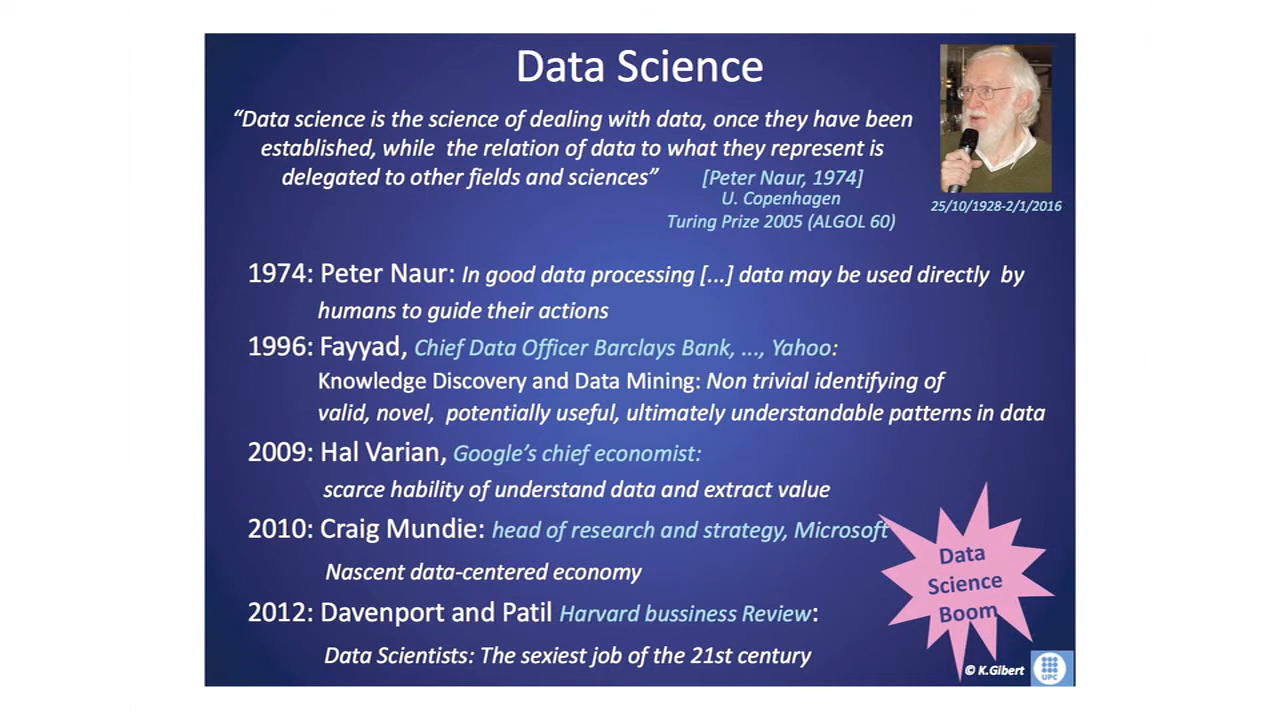 Data Science
“Data science is the science of dealing with data, once they have been
established, while the relation of data to what they represent is
delegated to other fields and sciences”
[Peter Naur, 1974]
U. Copenhagen
Turing Prize 2005 (ALGOL 60)
25/10/1928-2/1/2016
1974: Peter Naur: In good data processing [...] data may be used directly by
humans to guide their actions
1996: Fayyad, Chief Data Officer Barclays Bank, ..., Yahoo:
Knowledge Discovery and Data Mining: Non trivial identifying of
valid, novel, potentially useful, ultimately understandable patterns in data
2009: Hal Varian, Google’s chief economist:
scarce hability of understand data and extract value
2010: Craig Mundie: head of research and strategy, Microsoft
Nascent data-centered economy
2012: Davenport and Patil Harvard bussiness Review:
Data Scientists: The sexiest job of the 21st century
Data
Science
Boom
© K.Gibert
UPC